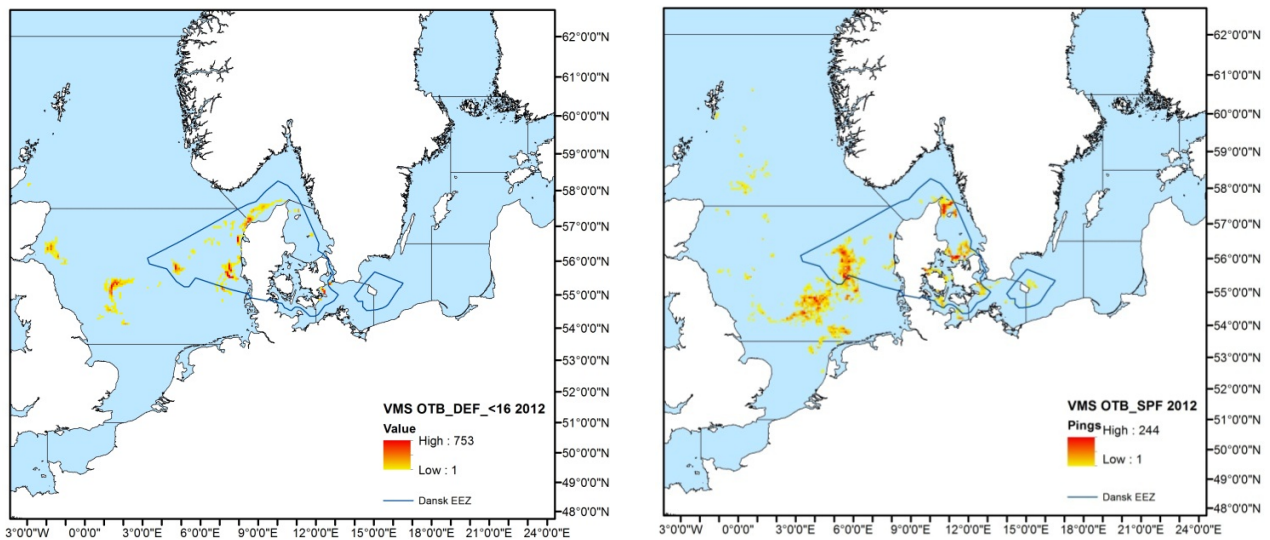 62°0'0"N
61°0'0"N
60°0'0"N
59°0'0"N
58°0'0"N
57°0'0"N
56°0'0"N
55°0'0"N
54°0'0"N
53°0'0"N
52°0'0"N
51°0'0"N
50°0'0"N
49°0'0"N
48°0'0"N
VMS OTB_DEF_<16 2012
Value
High : 753
Low : 1
Dansk EEZ
3°00"W 0°00" 3°0'0"E 6°0'0"E 9°0'0"E 12°0'0"E 15°0'0"E 18°0'0"E 21°0'0"E 24°0'0"E
62°0'0"N
61°0'0"N
60°0'0"N
59°0'0"N
58°0'0"N
57°0'0"N
56°0'0"N
55°0'0"N
54°0'0"N
53°0'0"N
52°0'0"N
51°0'0"N
50°0'0"N
49°0'0"N
48°0'0"N
VMS OTB_SPF 2012
Pings High : 244
Low : 1
Dansk EEZ
3°00"W 0°00" 3°0'0"E 6°0'0"E 9°0'0"E 12°0'0"E 15°0'0"E 18°0'0"E 21°0'0"E 24°0'0"E